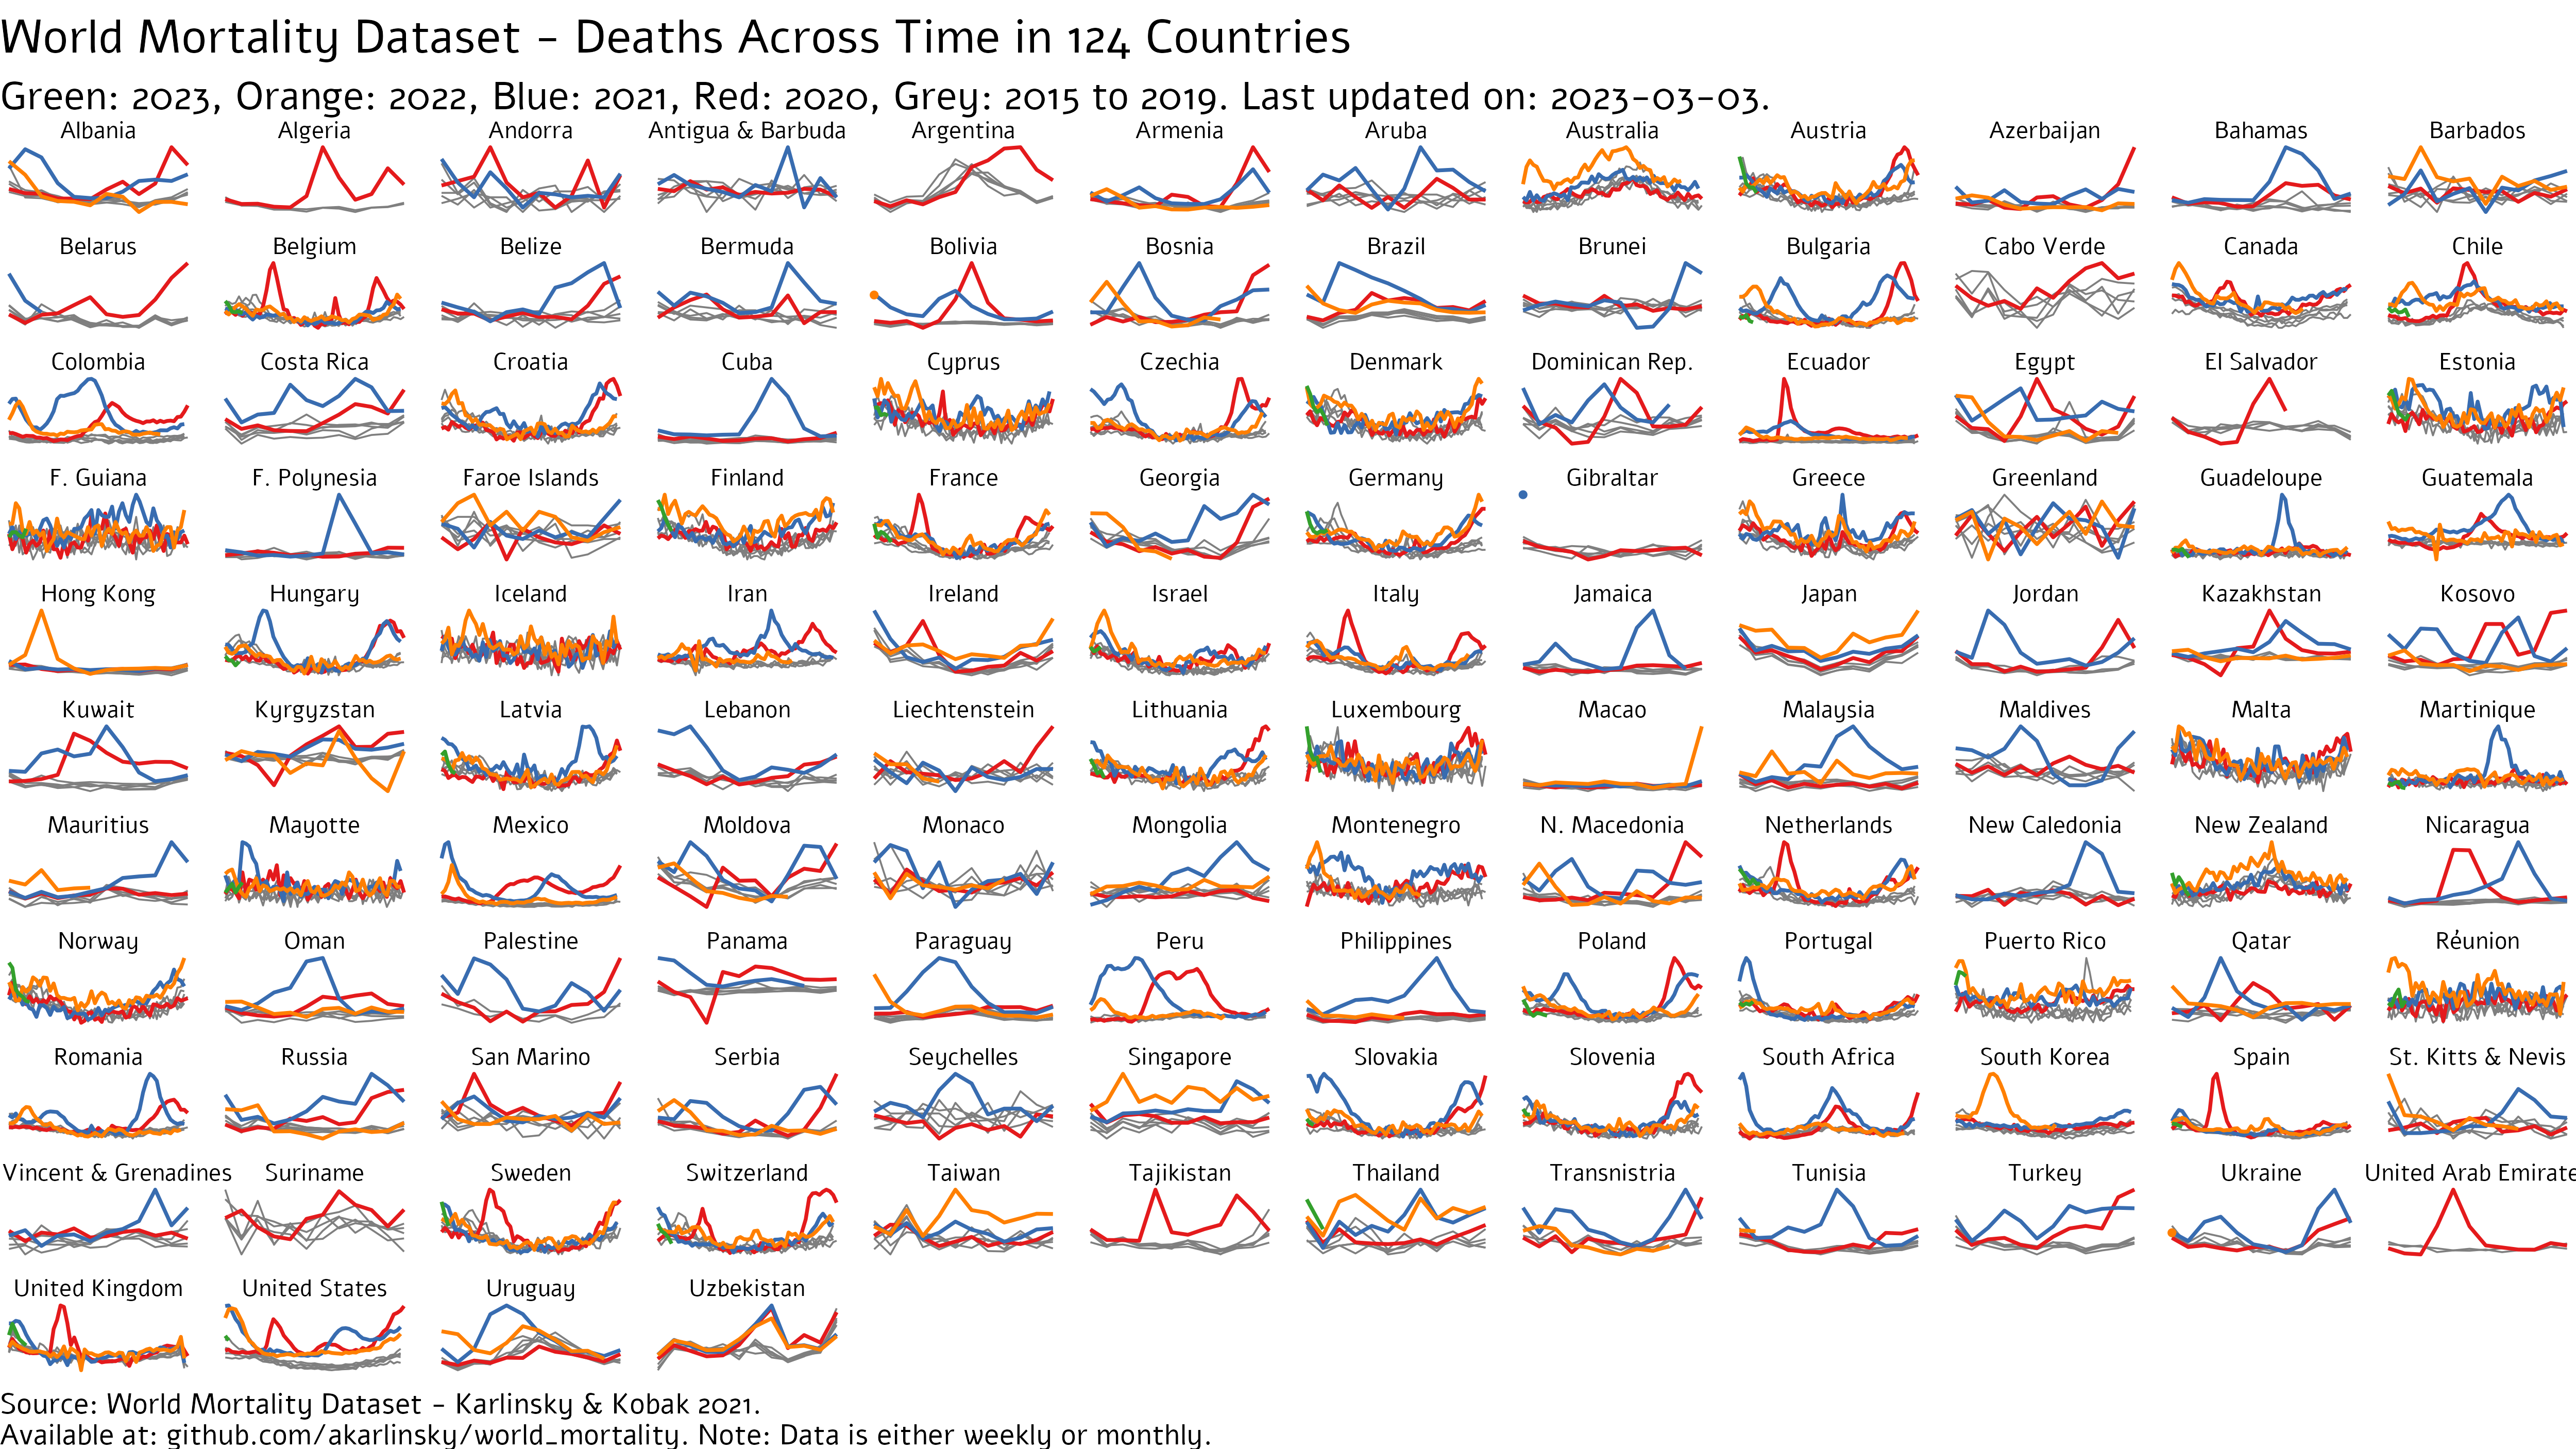 World Mortality Dataset - Deaths Across Time in 124 Countries
Green: 2023, Orange: 2022, Blue: 2021, Red: 2020, Grey: 2015 to 2019. Last updated on: 2023-03-03.
Albania Algeria Andorra Antigua & Barbuda Argentina Armenia Aruba Australia Austria Azerbaijan Bahamas Barbados
Belarus Belgium Belize Bermuda Bolivia Bosnia Brazil Brunei Bulgaria Cabo Verde Canada Chile
Colombia Costa Rica Croatia Cuba Cyprus Czechia Denmark Dominican Rep. Ecuador Egypt El Salvador Estonia
F. Guiana F. Polynesia Faroe Islands Finland France Georgia Germany Gibraltar Greece Greenland Guadeloupe Guatemala
Hong Kong Hungary Iceland Iran Ireland Israel Italy Jamaica Japan Jordan Kazakhstan Kosovo
Kuwait Kyrgyzstan Latvia Lebanon Liechtenstein Lithuania Luxembourg Macao Malaysia Maldives Malta Martinique
Mauritius Mayotte Mexico Moldova Monaco Mongolia Montenegro N. Macedonia Netherlands New Caledonia New Zealand Nicaragua
Norway Oman Palestine Panama Paraguay Peru Philippines Poland Portugal Puerto Rico Qatar Réunion
Romania Russia San Marino Serbia Seychelles Singapore Slovakia Slovenia South Africa South Korea Spain St. Kitts & Nevis
Vincent & Grenadines Suriname Sweden Switzerland Taiwan Tajikistan Thailand Transnistria Tunisia Turkey Ukraine United Arab Emirate
United Kingdom United States Uruguay Uzbekistan
Source: World Mortality Dataset - Karlinsky & Kobak 2021.
Available at: github.com/akarlinsky/world_mortality. Note: Data is either weekly or monthly.